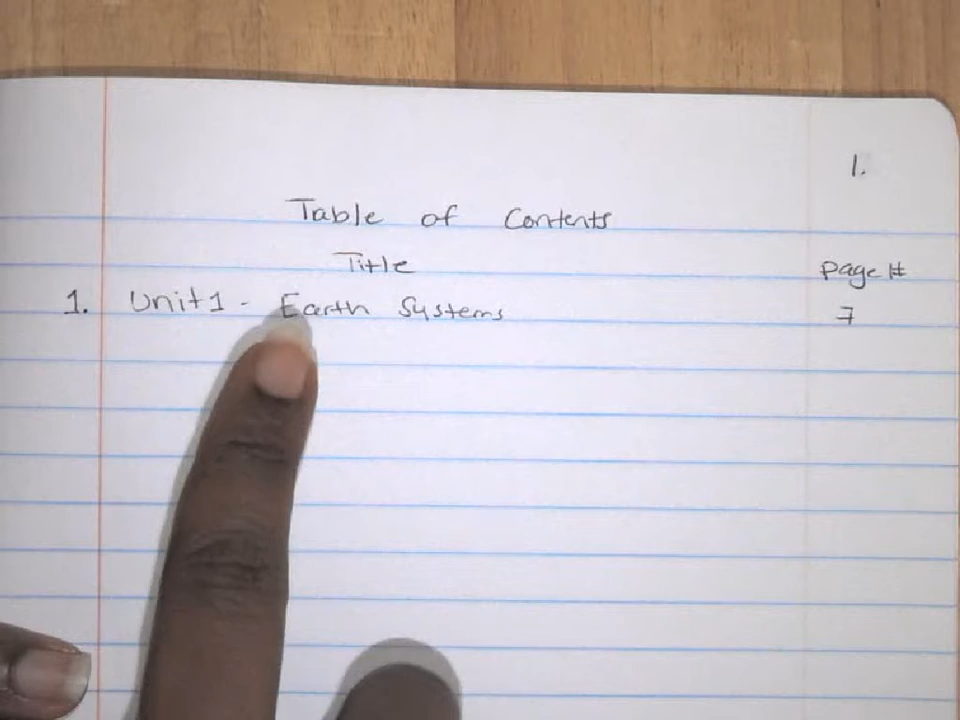 1.
Table of Contents
Title Page #
1. Unit 1 - Earth Systems 7